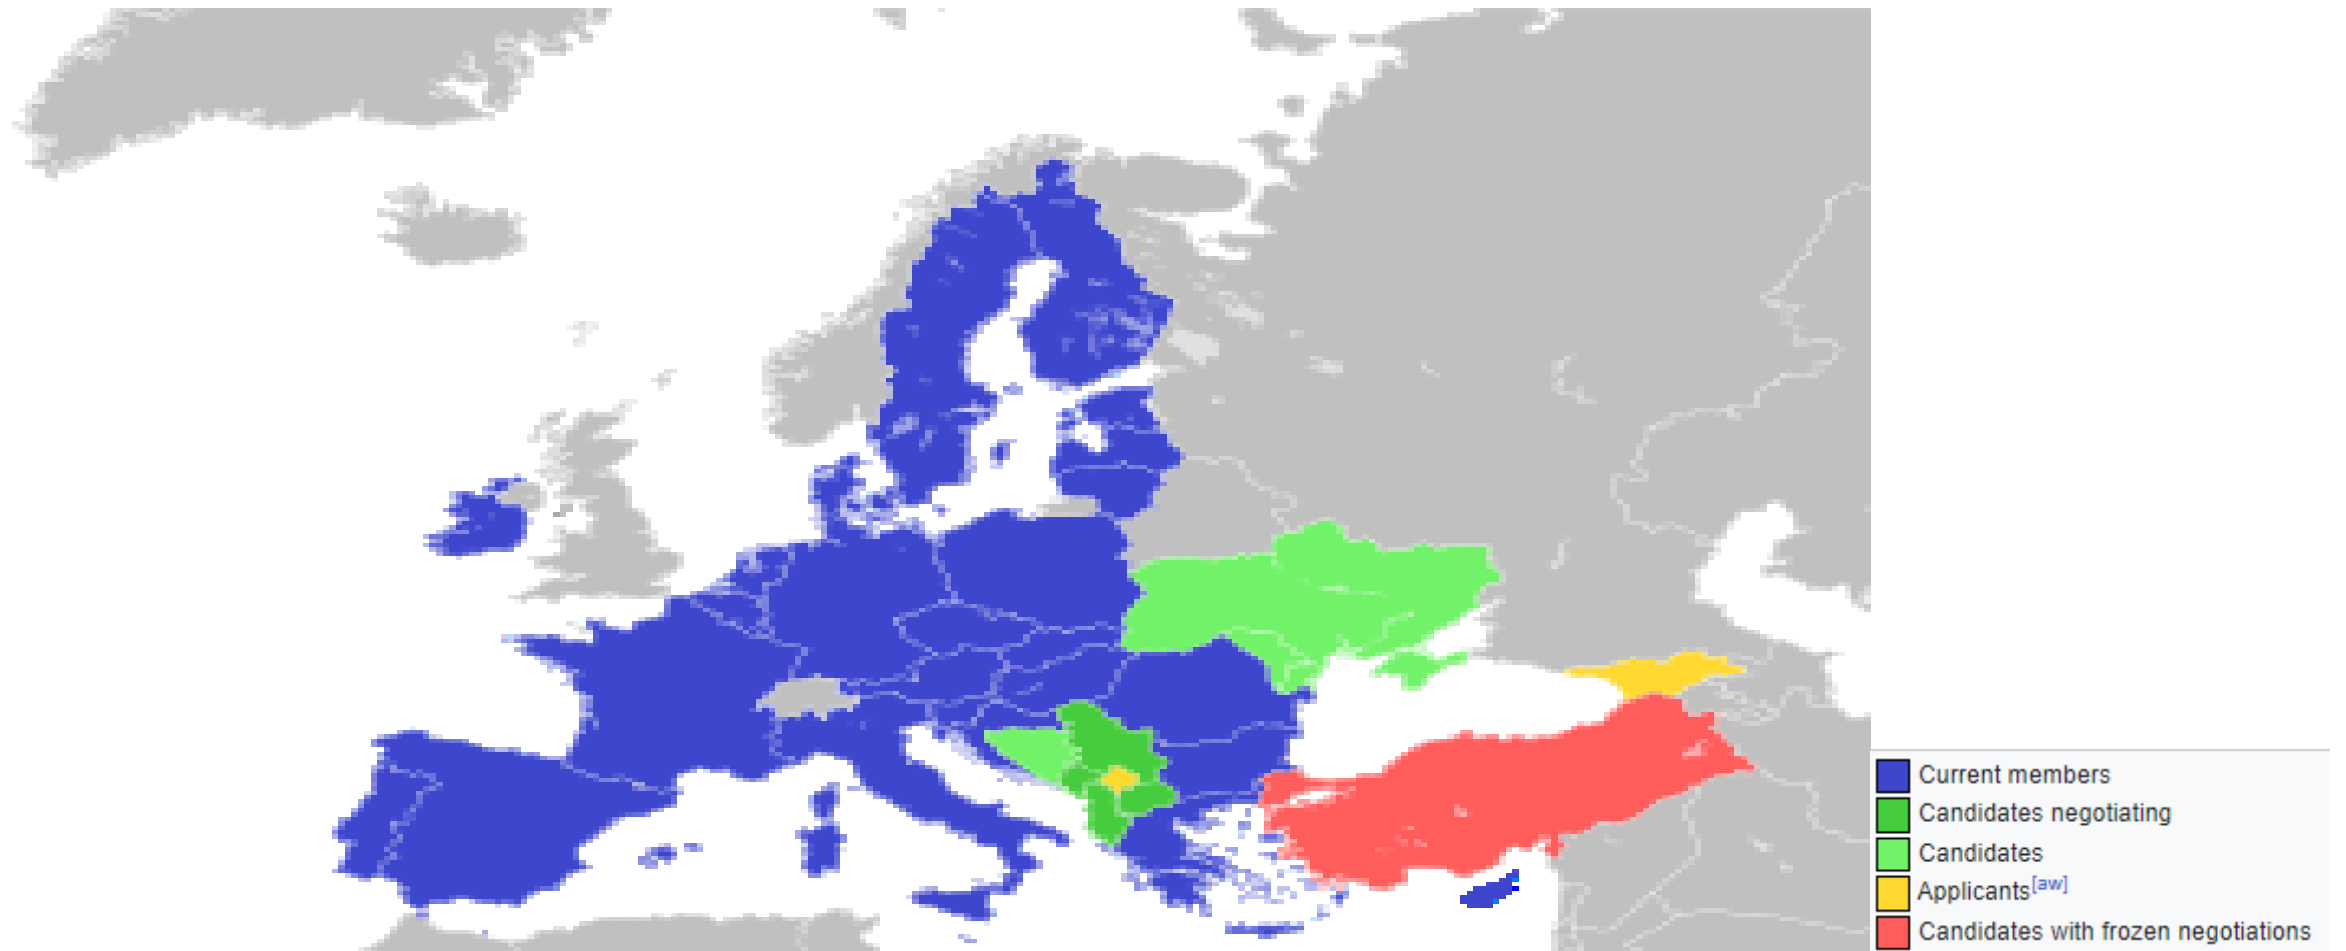 Current members
Candidates negotiating
Candidates
Applicants[aw]
Candidates with frozen negotiations